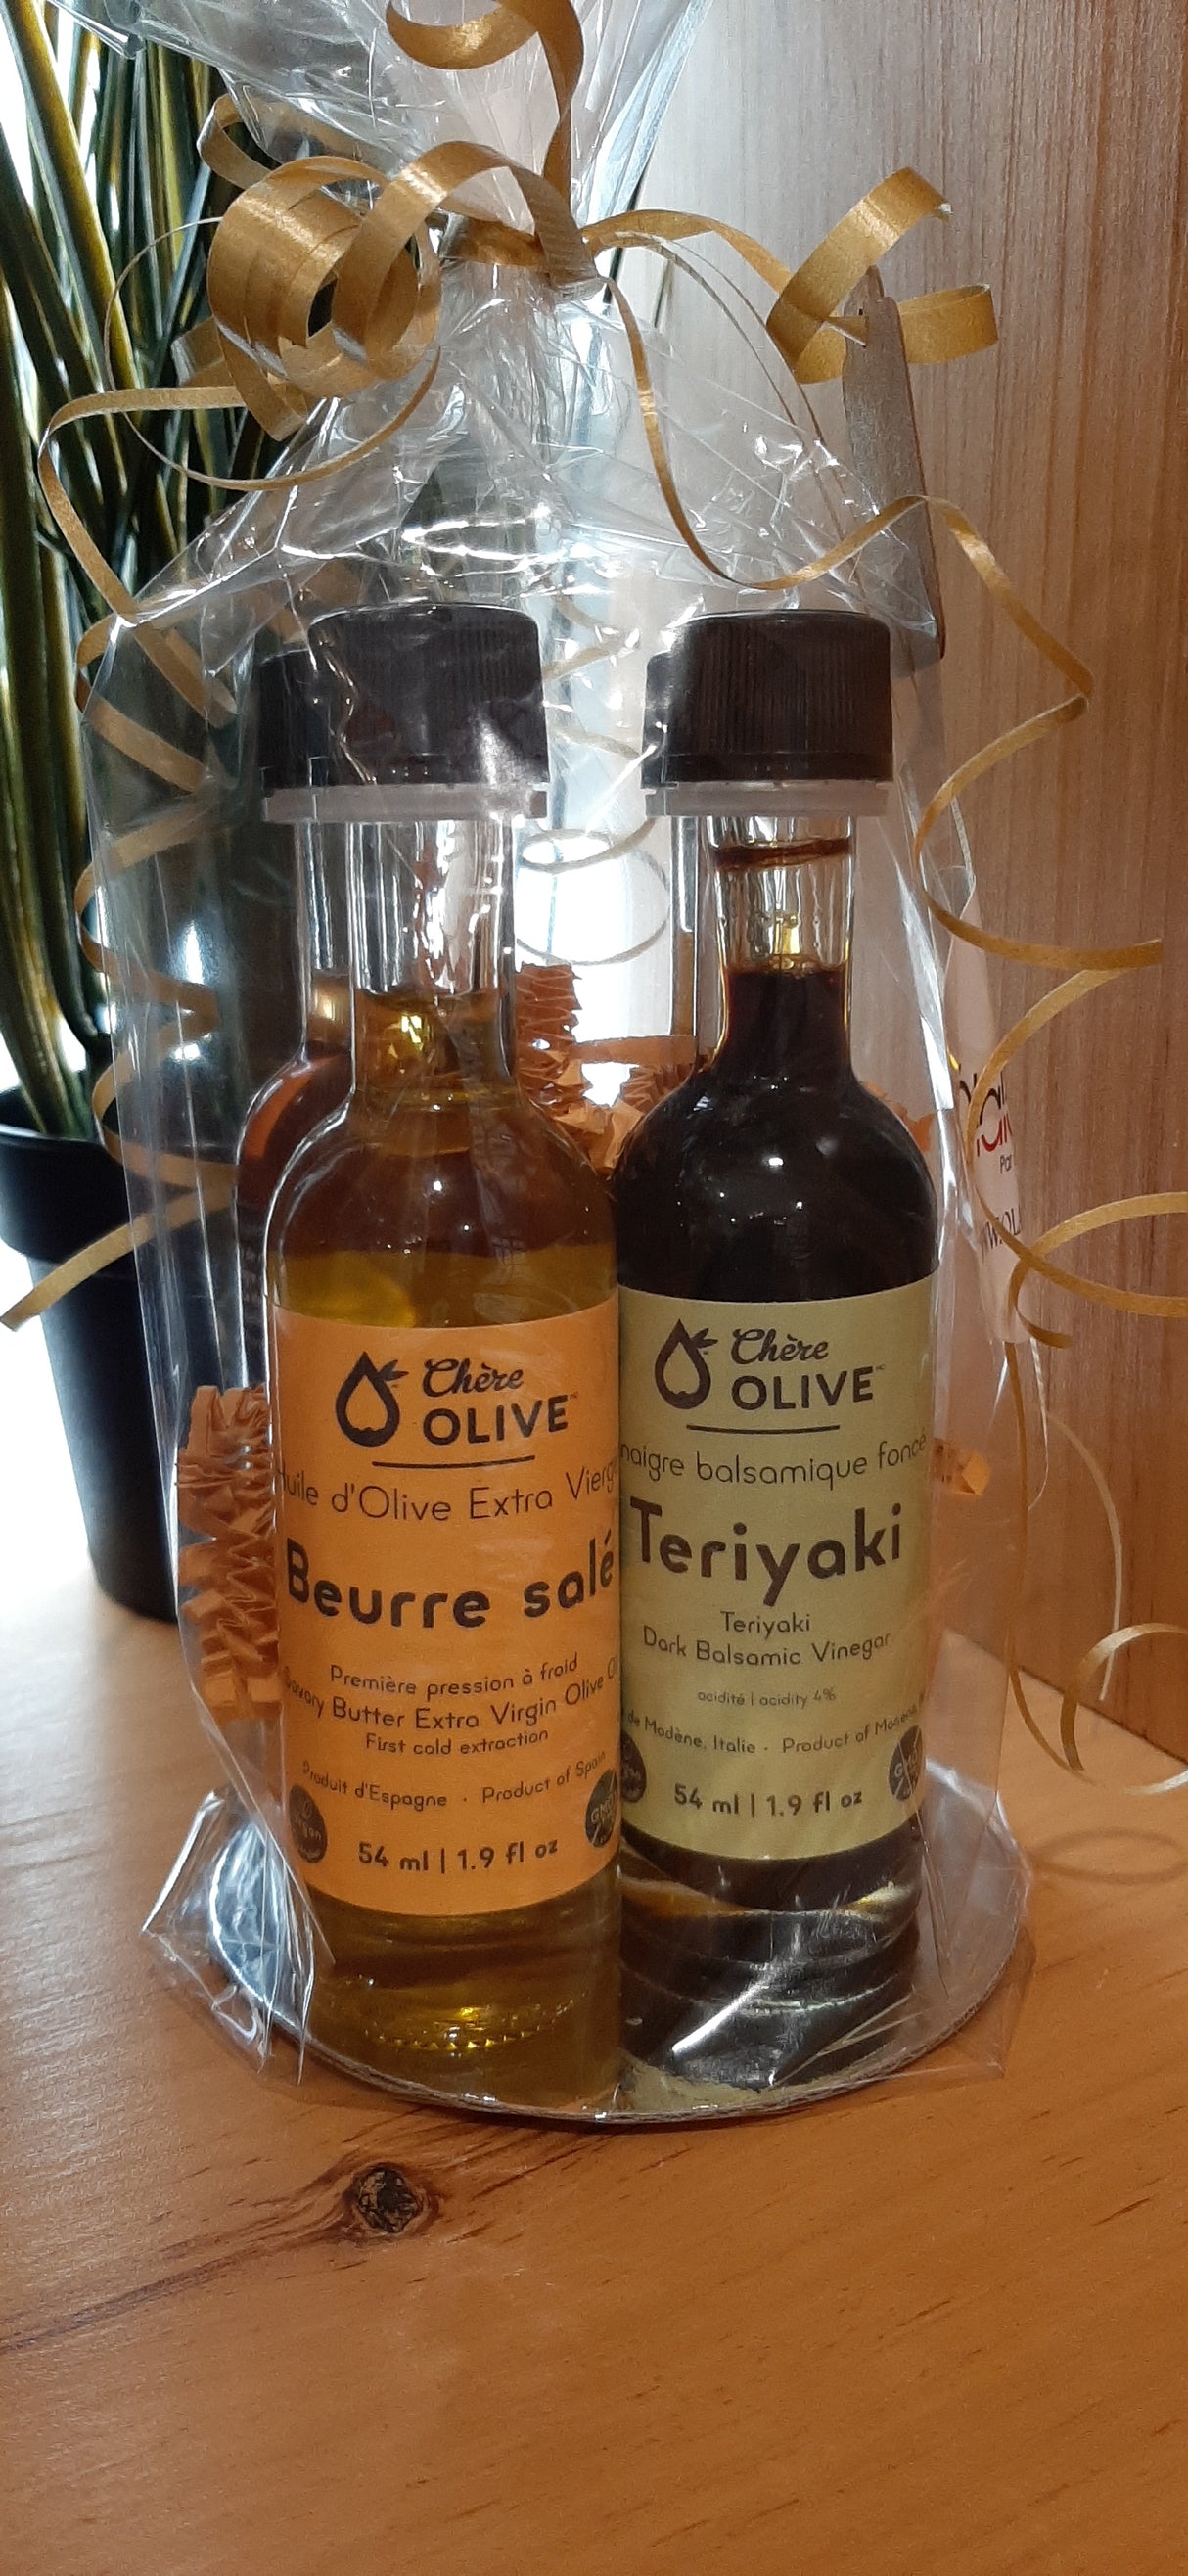 Chère
OLIVE
Huile d'Olive Extra Vierge
Beurre salé
Première pression à froid
Savory Butter Extra Virgin Olive
First cold extraction
Produit d'Espagne · Product of Spain
54 ml | 1.9 fl oz
Chère
OLIVE
naigre balsamique foncé
Teriyaki
Teriyaki
Dark Balsamic Vinegar
acidité | acidity 4%
de Modène, Italie · Product of
54 ml | 1.9 fl oz